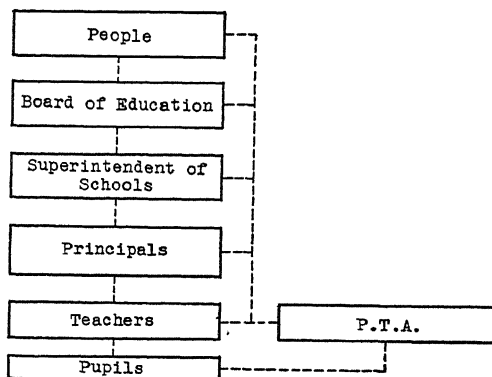 People
Board of Education
Superintendent of
Schools
Principals
Teachers
P.T.A.
Pupils